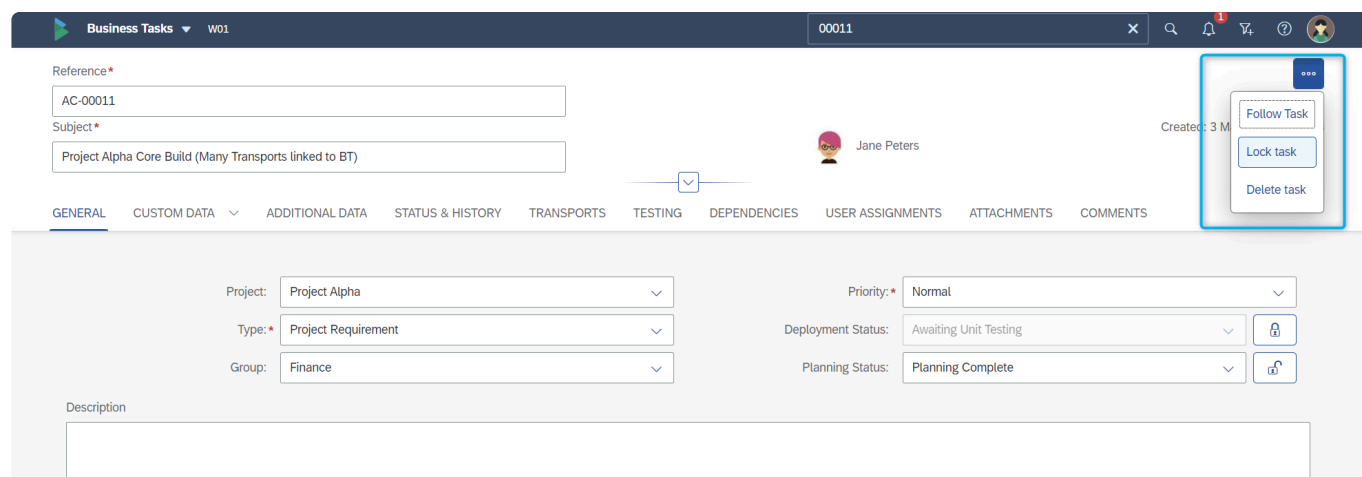 Business Tasks W01 00011 1
Reference*
AC-00011
Subject*
Project Alpha Core Build (Many Transports linked to BT)
Jane Peters
Created: 3 M
Follow Task
Lock task
Delete task
GENERAL CUSTOM DATA ADDITIONAL DATA STATUS & HISTORY TRANSPORTS TESTING DEPENDENCIES USER ASSIGNMENTS ATTACHMENTS COMMENTS
Project: Project Alpha Priority:* Normal
Type:* Project Requirement Deployment Status: Awaiting Unit Testing
Group: Finance Planning Status: Planning Complete
Description